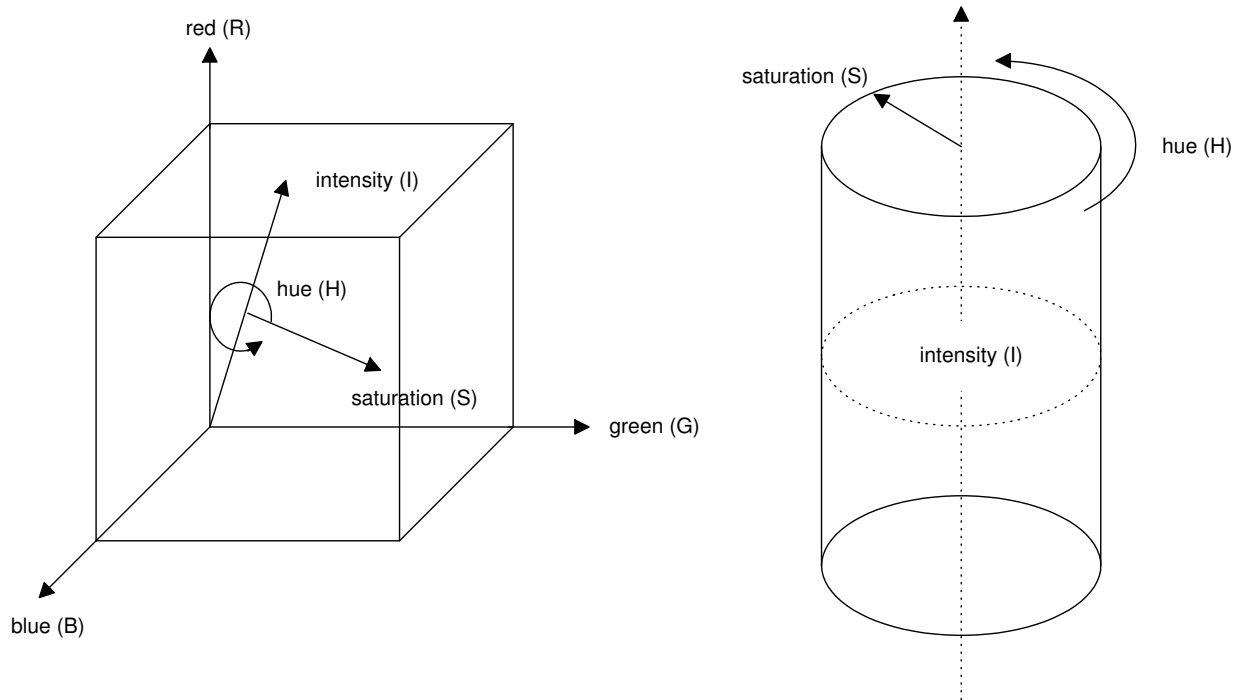 red (R)
intensity (I)
hue (H)
saturation (S)
green (G)
blue (B)
saturation (S)
hue (H)
intensity (I)